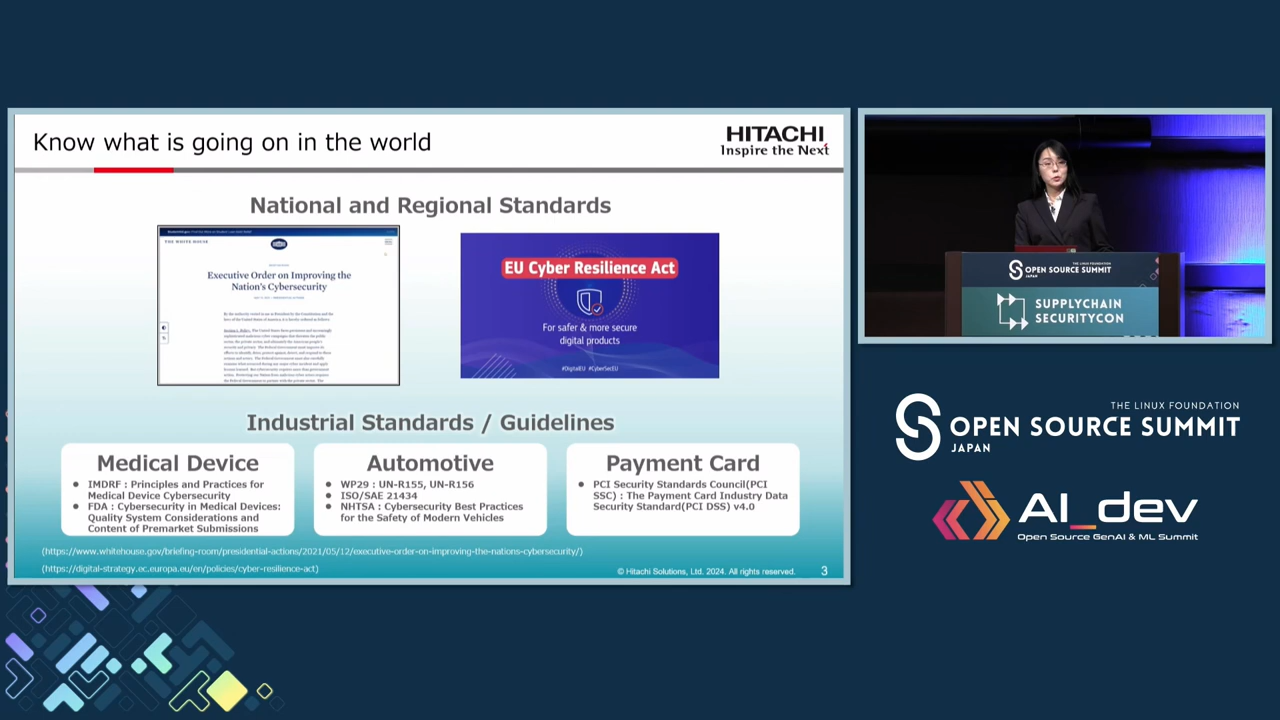 Know what is going on in the world
HITACHI
Inspire the Next
National and Regional Standards
THE WHITE HOUSE
Executive Order on Improving the
Nation's Cybersecurity
EU Cyber Resilience Act
For safer & more secure
digital products
#DigitalEU #CyberSecEU
Industrial Standards / Guidelines
Medical Device
● IMDRF : Principles and Practices for
Medical Device Cybersecurity
● FDA : Cybersecurity in Medical Devices:
Quality System Considerations and
Content of Premarket Submissions
Automotive
● WP29 : UN-R155, UN-R156
● ISO/SAE 21434
● NHTSA : Cybersecurity Best Practices
for the Safety of Modern Vehicles
Payment Card
● PCI Security Standards Council(PCI
SSC) : The Payment Card Industry Data
Security Standard(PCI DSS) v4.0
(https://www.whitehouse.gov/briefing-room/presidential-actions/2021/05/12/executive-order-on-improving-the-nations-cybersecurity/)
(https://digital-strategy.ec.europa.eu/en/policies/cyber-resilience-act)
© Hitachi Solutions, Ltd. 2024. All rights reserved.
3
THE LINUX FOUNDATION
OPEN SOURCE SUMMIT
JAPAN
SUPPLYCHAIN
SECURITYCON
THE LINUX FOUNDATION
OPEN SOURCE SUMMIT
JAPAN
AI_dev
Open Source GenAI & ML Summit